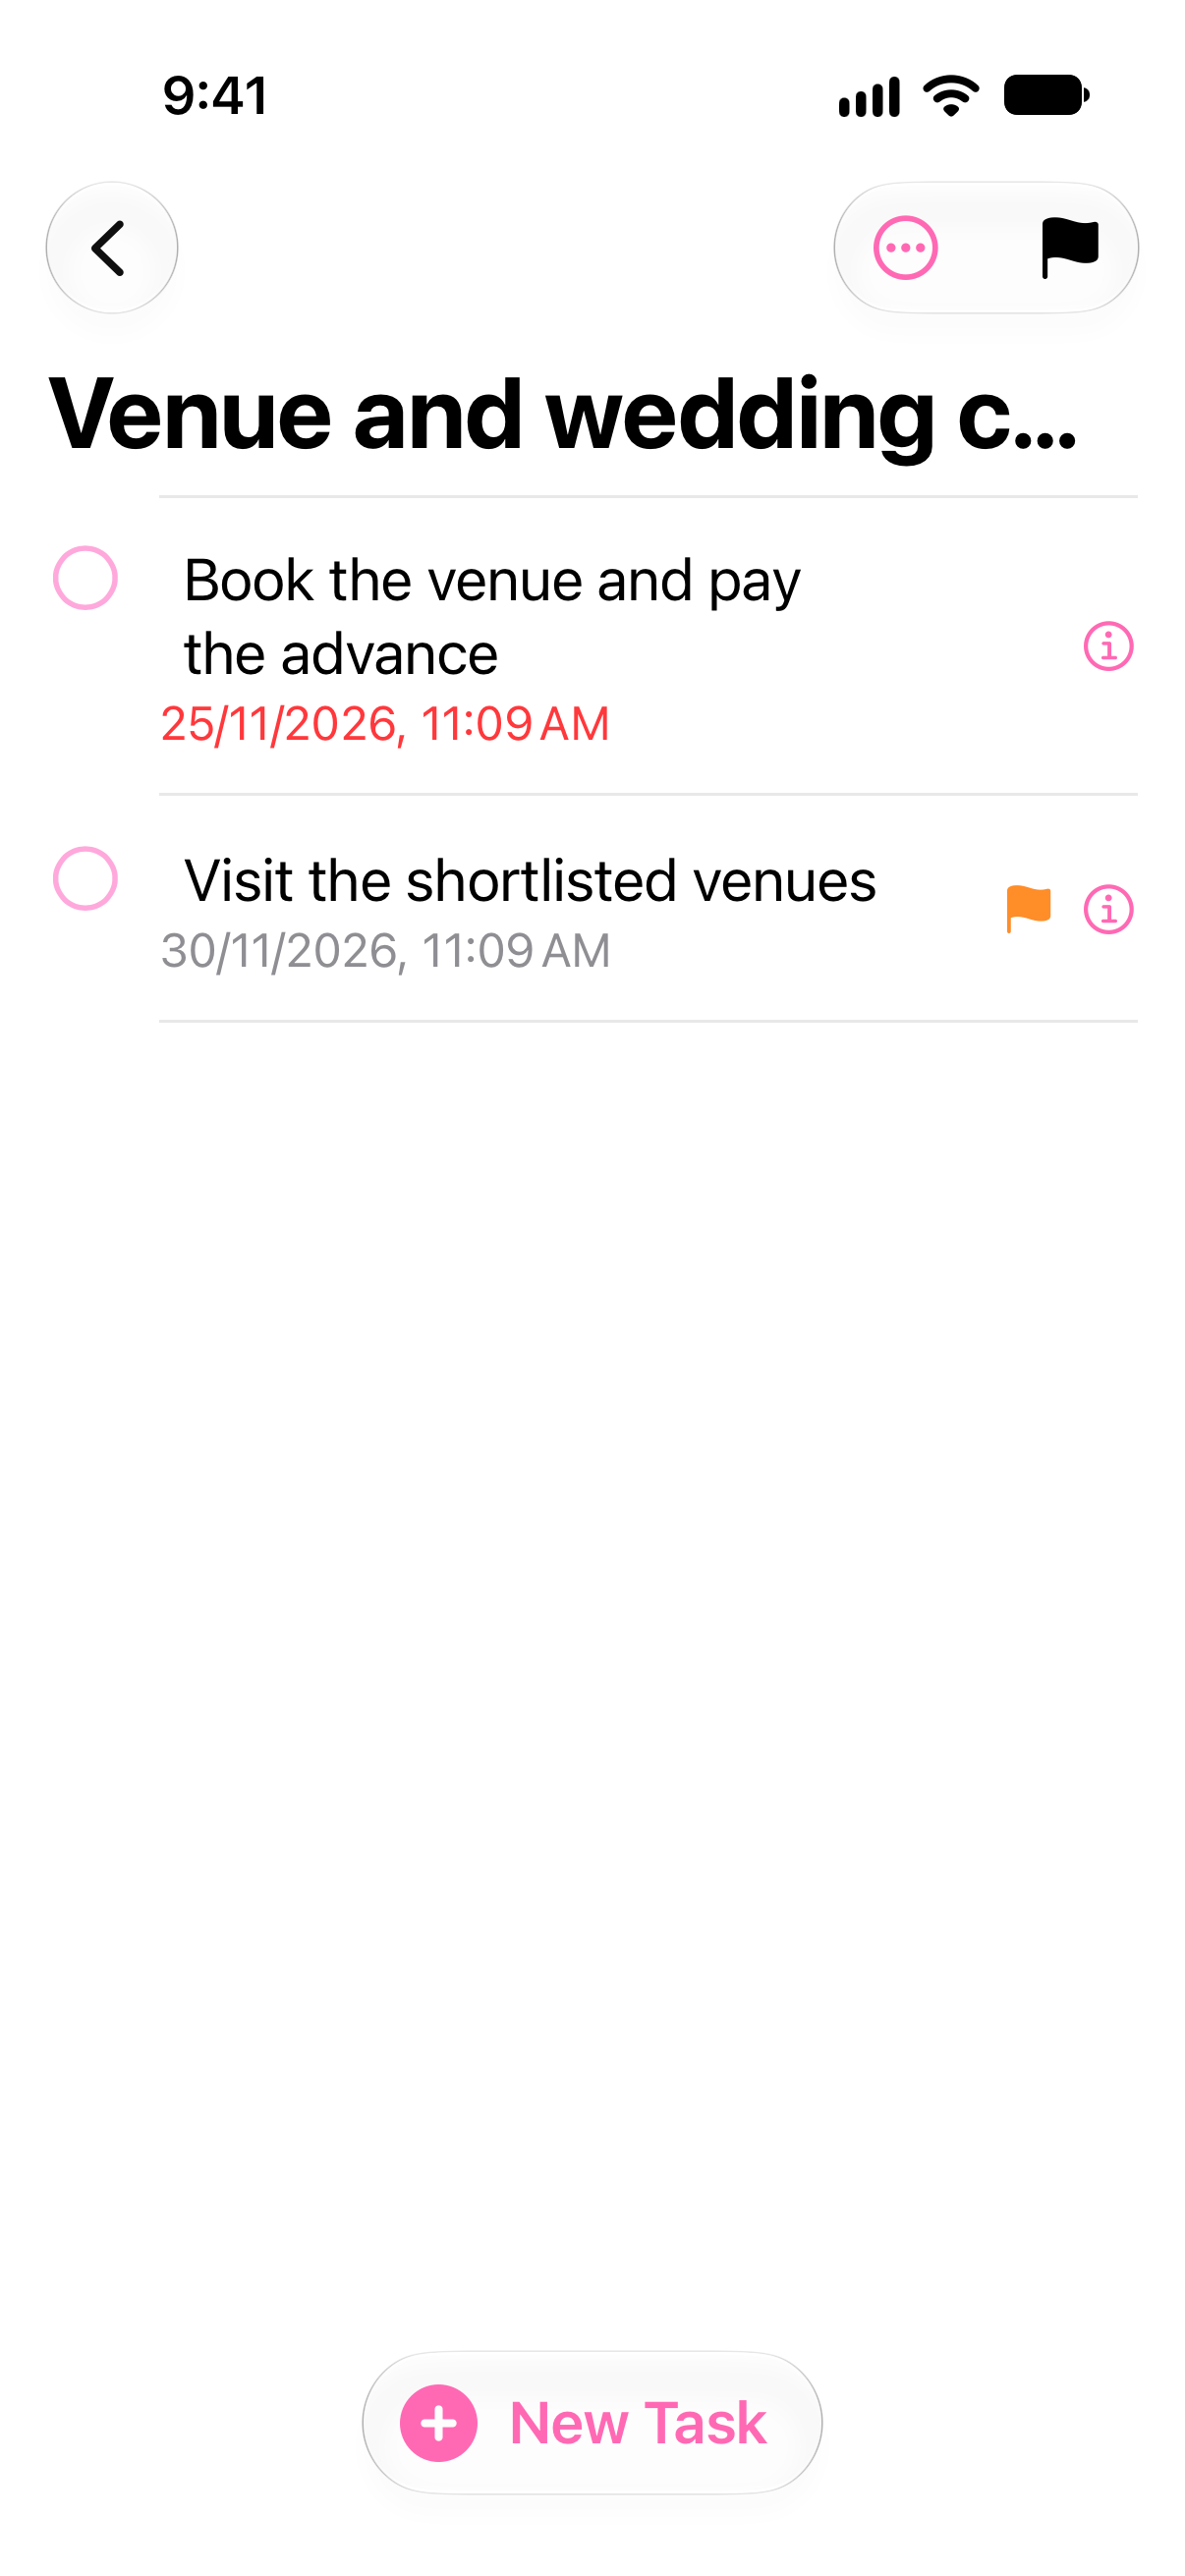 9:41
Venue and wedding c...
Book the venue and pay
the advance
25/11/2026, 11:09 AM
Visit the shortlisted venues
30/11/2026, 11:09 AM
New Task